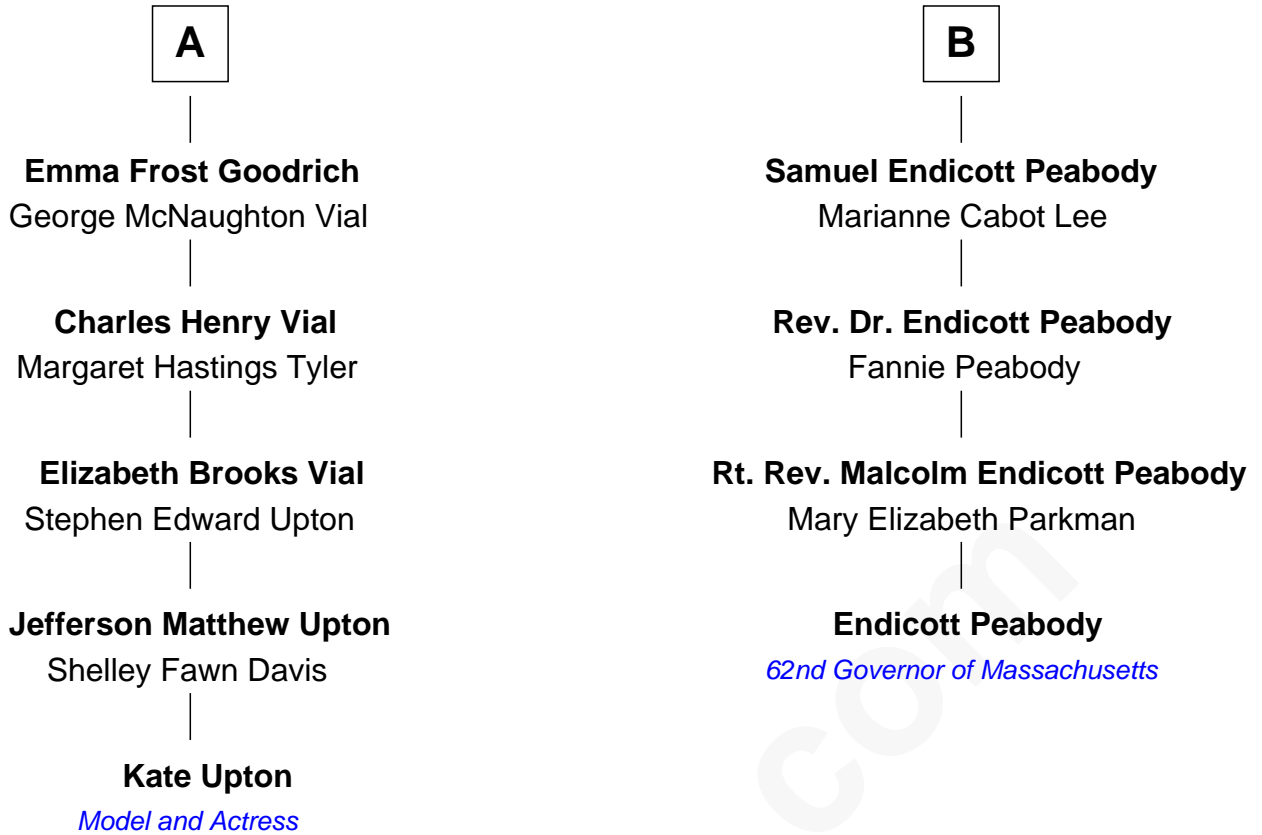 A
Emma Frost Goodrich
George McNaughton Vial
Charles Henry Vial
Margaret Hastings Tyler
Elizabeth Brooks Vial
Stephen Edward Upton
Jefferson Matthew Upton
Shelley Fawn Davis
Kate Upton
Model and Actress
B
Samuel Endicott Peabody
Marianne Cabot Lee
Rev. Dr. Endicott Peabody
Fannie Peabody
Rt. Rev. Malcolm Endicott Peabody
Mary Elizabeth Parkman
Endicott Peabody
62nd Governor of Massachusetts
com